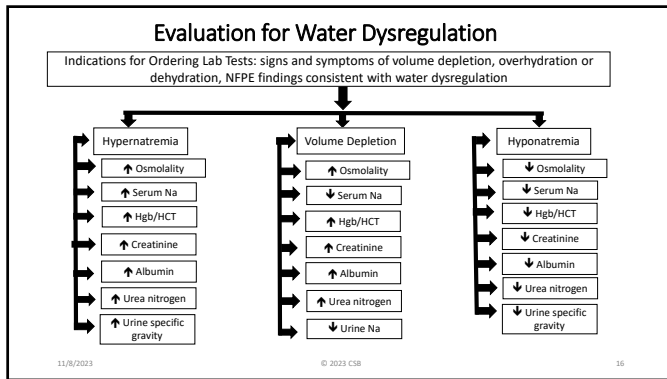 Evaluation for Water Dysregulation
Indications for Ordering Lab Tests: signs and symptoms of volume depletion, overhydration or
dehydration, NFPE findings consistent with water dysregulation
Hypernatremia
↑ Osmolality
↑ Serum Na
↑ Hgb/HCT
↑ Creatinine
↑ Albumin
↑ Urea nitrogen
↑ Urine specific
gravity
Volume Depletion
↑ Osmolality
↓ Serum Na
↑ Hgb/HCT
↑ Creatinine
↑ Albumin
↑ Urea nitrogen
↓ Urine Na
Hyponatremia
↓ Osmolality
↓ Serum Na
↓ Hgb/HCT
↓ Creatinine
↓ Albumin
↓ Urea nitrogen
↓ Urine specific
gravity
11/8/2023
© 2023 CSB
16